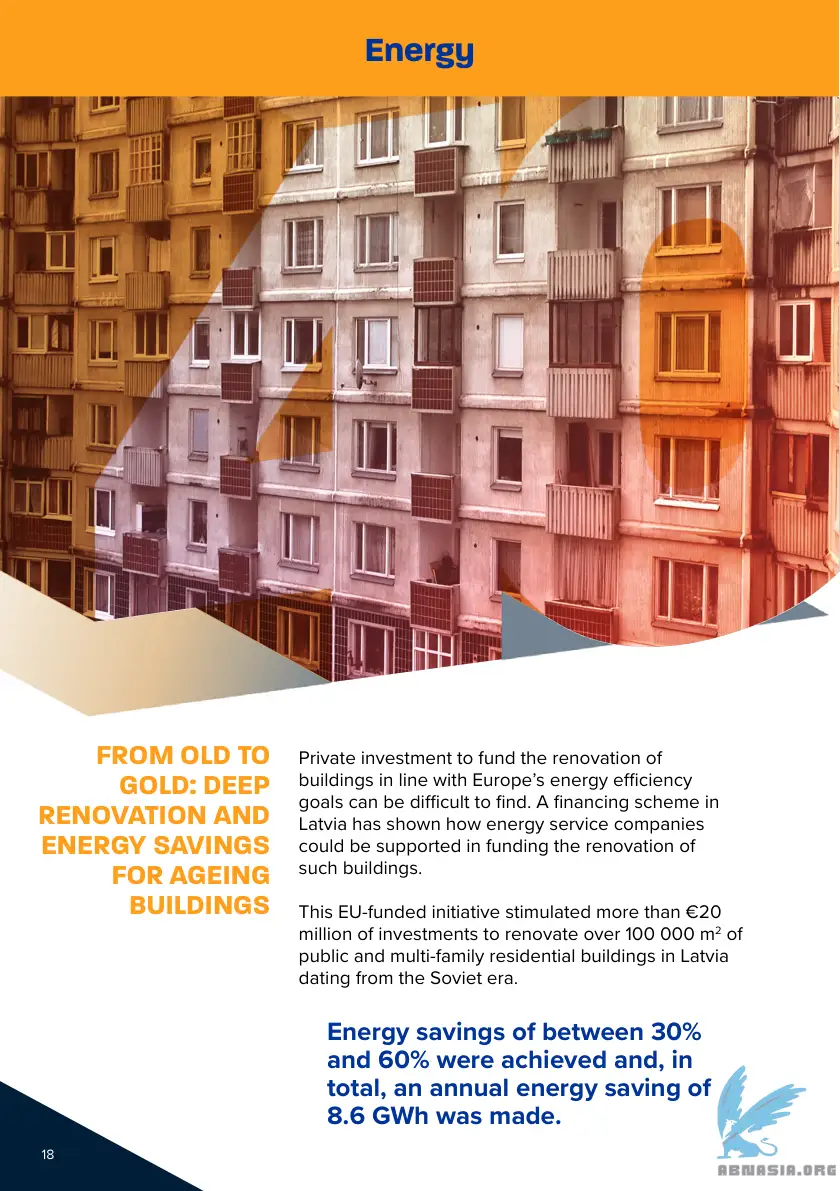 Energy
FROM OLD TO
GOLD: DEEP
RENOVATION AND
ENERGY SAVINGS
FOR AGEING
BUILDINGS
Private investment to fund the renovation of
buildings in line with Europe’s energy efficiency
goals can be difficult to find. A financing scheme in
Latvia has shown how energy service companies
could be supported in funding the renovation of
such buildings.
This EU-funded initiative stimulated more than €20
million of investments to renovate over 100 000 m² of
public and multi-family residential buildings in Latvia
dating from the Soviet era.
Energy savings of between 30%
and 60% were achieved and, in
total, an annual energy saving of
8.6 GWh was made.
18
ABNASIA.ORG